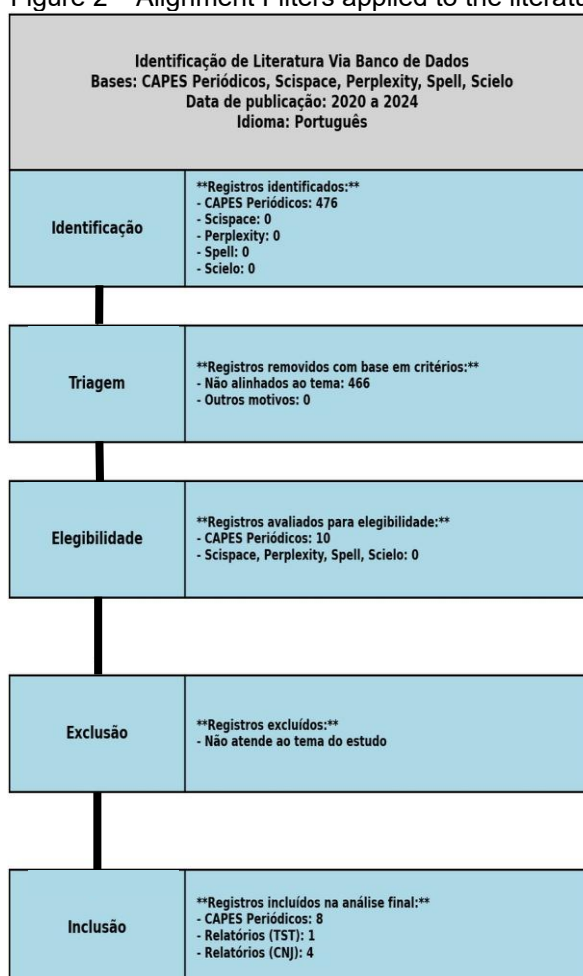 Figure 2 – Alignment Filters applied to the literatu
Identificação de Literatura Via Banco de Dados
Bases: CAPES Periódicos, Scispace, Perplexity, Spell, Scielo
Data de publicação: 2020 a 2024
Idioma: Português
Identificação
**Registros identificados:**
- CAPES Periódicos: 476
- Scispace: 0
- Perplexity: 0
- Spell: 0
- Scielo: 0
Triagem
**Registros removidos com base em critérios:**
- Não alinhados ao tema: 466
- Outros motivos: 0
Elegibilidade
**Registros avaliados para elegibilidade:**
- CAPES Periódicos: 10
- Scispace, Perplexity, Spell, Scielo: 0
Exclusão
**Registros excluídos:**
- Não atende ao tema do estudo
Inclusão
**Registros incluídos na análise final:**
- CAPES Periódicos: 8
- Relatórios (TST): 1
- Relatórios (CNJ): 4